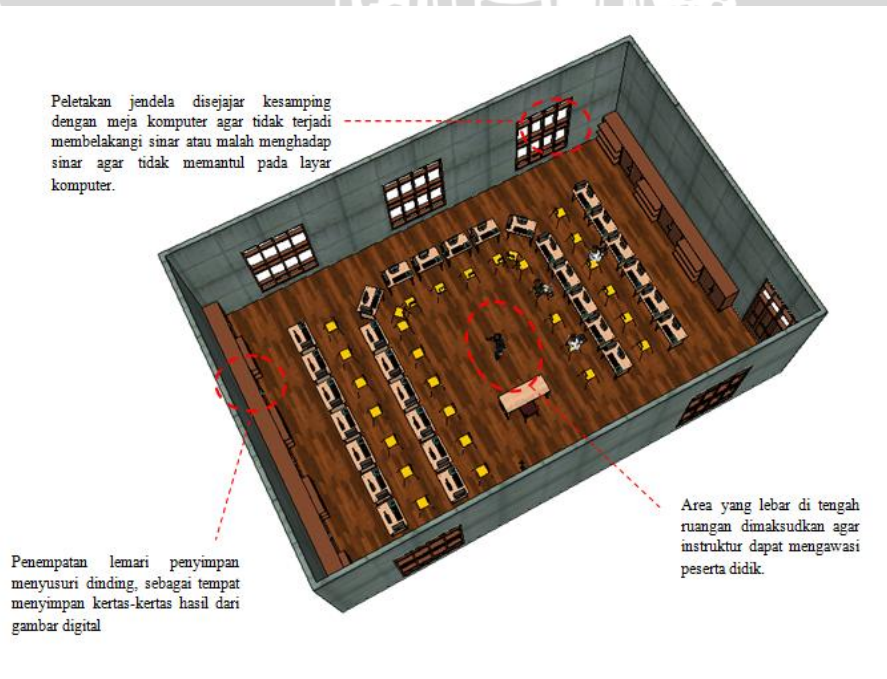 Peletakan jendela disejajar kesamping
dengan meja komputer agar tidak terjadi
membelakangi sinar atau malah menghadap
sinar agar tidak memantul pada layar
komputer.
Area yang lebar di tengah
ruangan dimaksudkan agar
instruktur dapat mengawasi
peserta didik.
Penempatan lemari penyimpan
menyusuri dinding, sebagai tempat
menyimpan kertas-kertas hasil dari
gambar digital